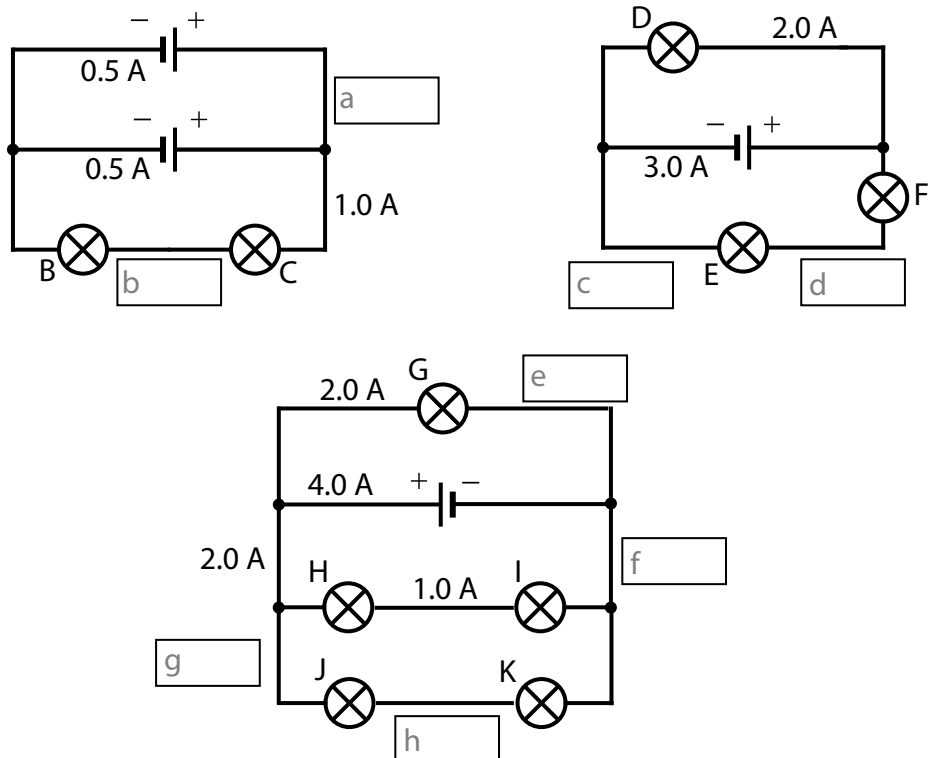 − +
0.5 A
a
− +
0.5 A
1.0 A
B
C
b
D
2.0 A
− +
3.0 A
F
E
c
d
G
e
2.0 A
+ −
4.0 A
2.0 A
f
H
I
1.0 A
g
J
K
h